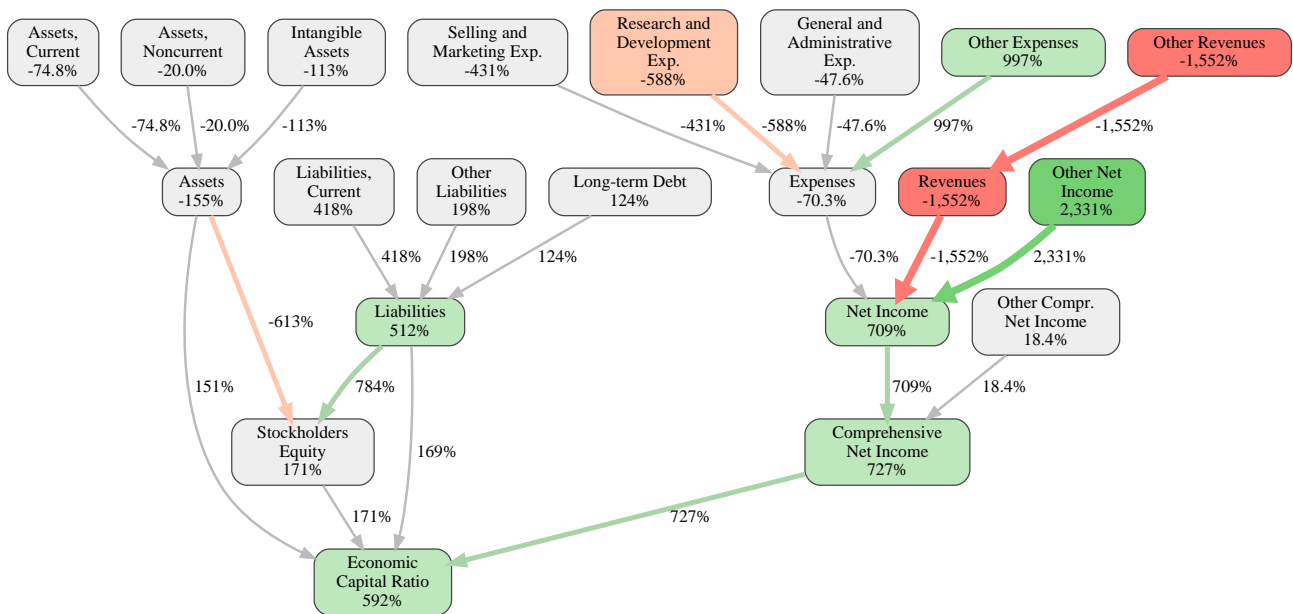 Assets,
Current
-74.8%
Assets,
Noncurrent
-20.0%
Intangible
Assets
-113%
Selling and
Marketing Exp.
-431%
Research and
Development
Exp.
-588%
General and
Administrative
Exp.
-47.6%
Other Expenses
997%
Other Revenues
-1,552%
-74.8%
-20.0%
-113%
-431%
-588%
-47.6%
997%
-1,552%
Assets
-155%
Liabilities,
Current
418%
Other
Liabilities
198%
Long-term Debt
124%
Expenses
-70.3%
Revenues
-1,552%
Other Net
Income
2,331%
418%
198%
124%
-70.3%
-1,552%
2,331%
-613%
Liabilities
512%
Net Income
709%
Other Compr.
Net Income
18.4%
151%
784%
709%
18.4%
Stockholders
Equity
171%
169%
Comprehensive
Net Income
727%
171%
727%
Economic
Capital Ratio
592%